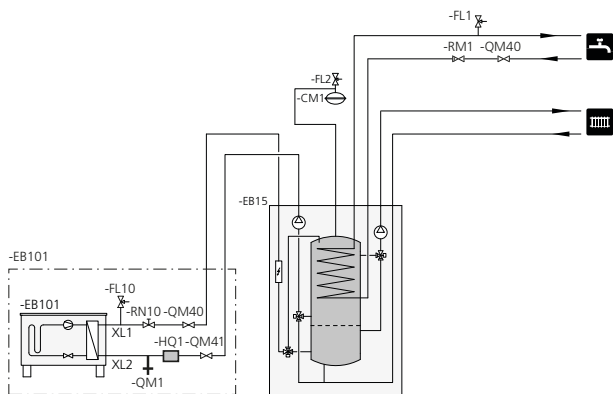 -FL1
-RM1 -QM40
-FL2
-CM1
-EB15
-EB101
-FL10
-EB101
-RN10 -QM40
XL1
-HQ1 -QM41
XL2
-QM1